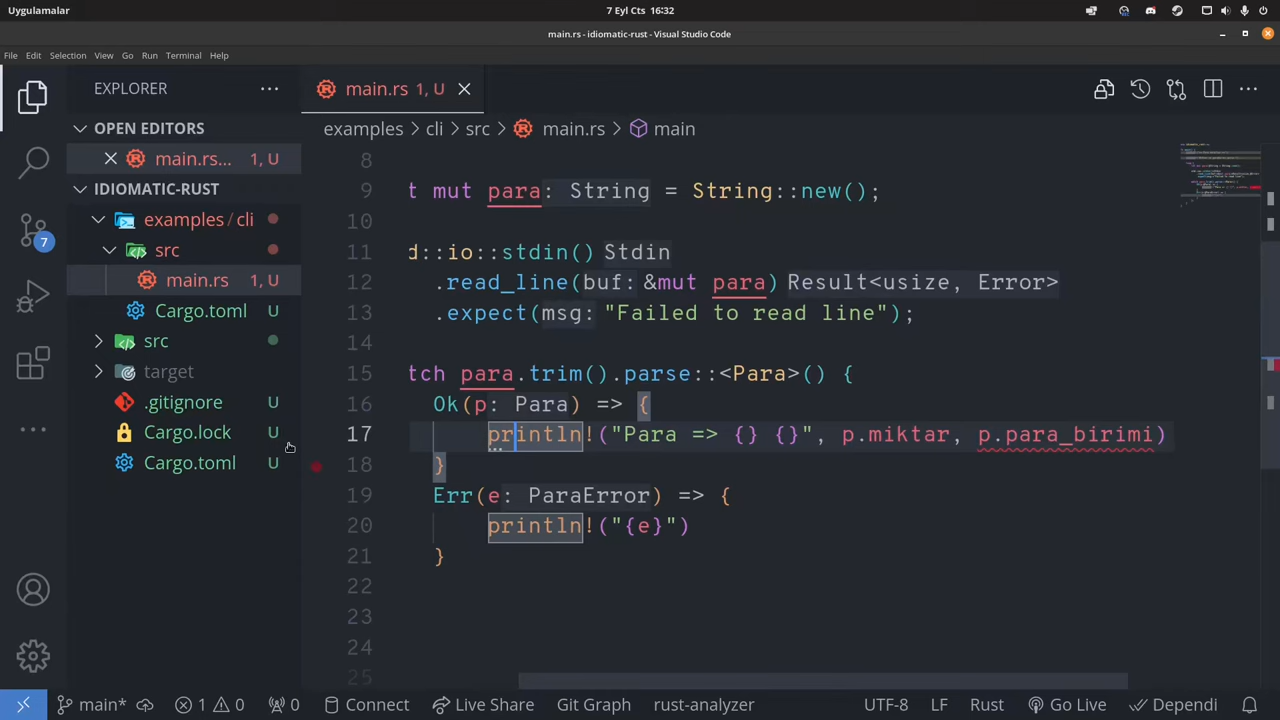 Uygulamalar
7 Eyl Cts 16:32
main.rs - idiomatic-rust - Visual Studio Code
File Edit Selection View Go Run Terminal Help
EXPLORER
main.rs 1, U
OPEN EDITORS
main.rs... 1, U
IDIOMATIC-RUST
examples / cli
src
main.rs 1, U
Cargo.toml U
src
target
.gitignore U
Cargo.lock U
Cargo.toml U
7
examples > cli > src > main.rs > main
8
9 t mut para: String = String::new();
10
11 d::io::stdin() Stdin
12 .read_line(buf: &mut para) Result<usize, Error>
13 .expect(msg: "Failed to read line");
14
15 tch para.trim().parse::<Para>() {
16 Ok(p: Para) => {
17 println!("Para => {} {}", p.miktar, p.para_birimi)
18 }
19 Err(e: ParaError) => {
20 println!("{e}")
21 }
22
23
24
25
main* 1 0 0 Connect Live Share Git Graph rust-analyzer UTF-8 LF Rust Go Live Dependi